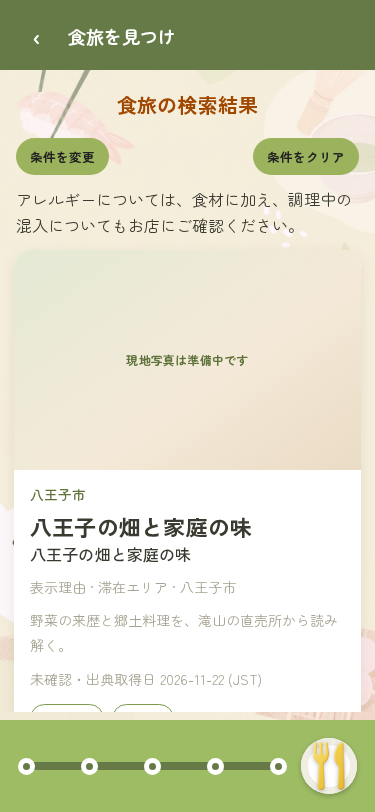 ‹ 食旅を見つけ
食旅の検索結果
条件を変更
条件をクリア
アレルギーについては、食材に加え、調理中の
混入についてもお店にご確認ください。
現地写真は準備中です
八王子市
八王子の畑と家庭の味
八王子の畑と家庭の味
表示理由 · 滞在エリア · 八王子市
野菜の来歴と郷土料理を、滝山の直売所から読み
解く。
未確認・出典取得日 2026-11-22 (JST)